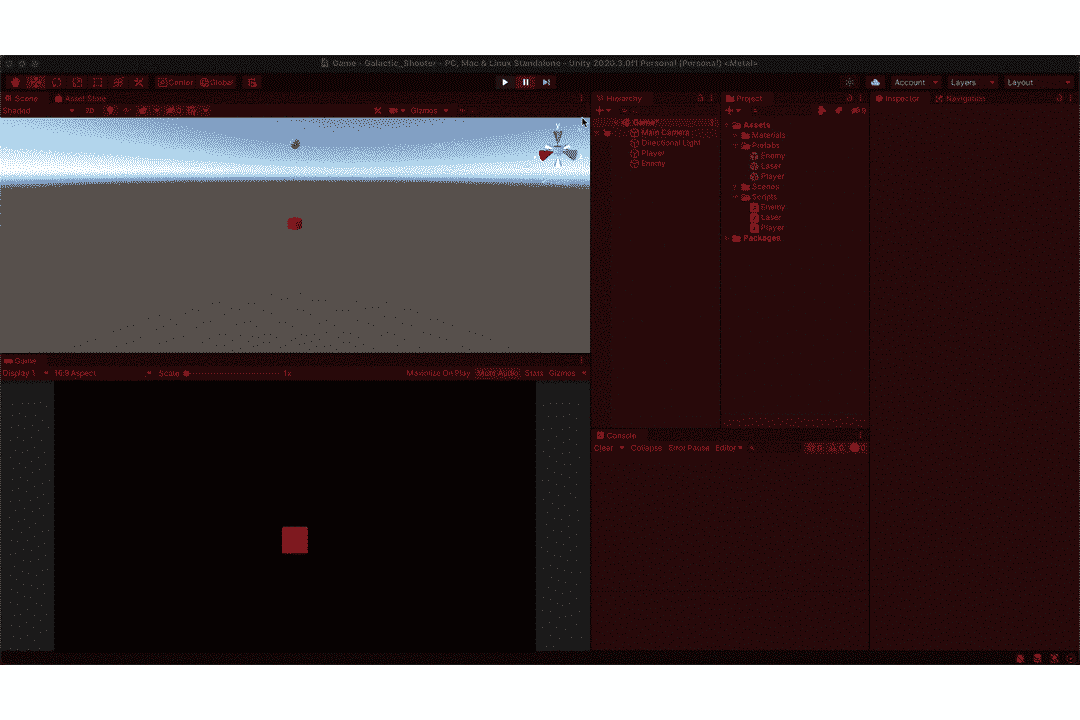 Game - Galactic_Shooter - PC, Mac & Linux Standalone - Unity 2020.3.0f1 Personal (Personal) <Metal>
Center Global
Account Layers Layout
Scene Asset Store
Shaded 2D Gizmos
Hierarchy
Game*
Main Camera
Directional Light
Player
Enemy
Project
Assets
Materials
Prefabs
Enemy
Laser
Player
Scenes
Scripts
Enemy
Laser
Player
Packages
Inspector Navigation
Game
Display 1 16:9 Aspect Scale 1x Maximize On Play Mute Audio Stats Gizmos
Console
Clear Collapse Error Pause Editor